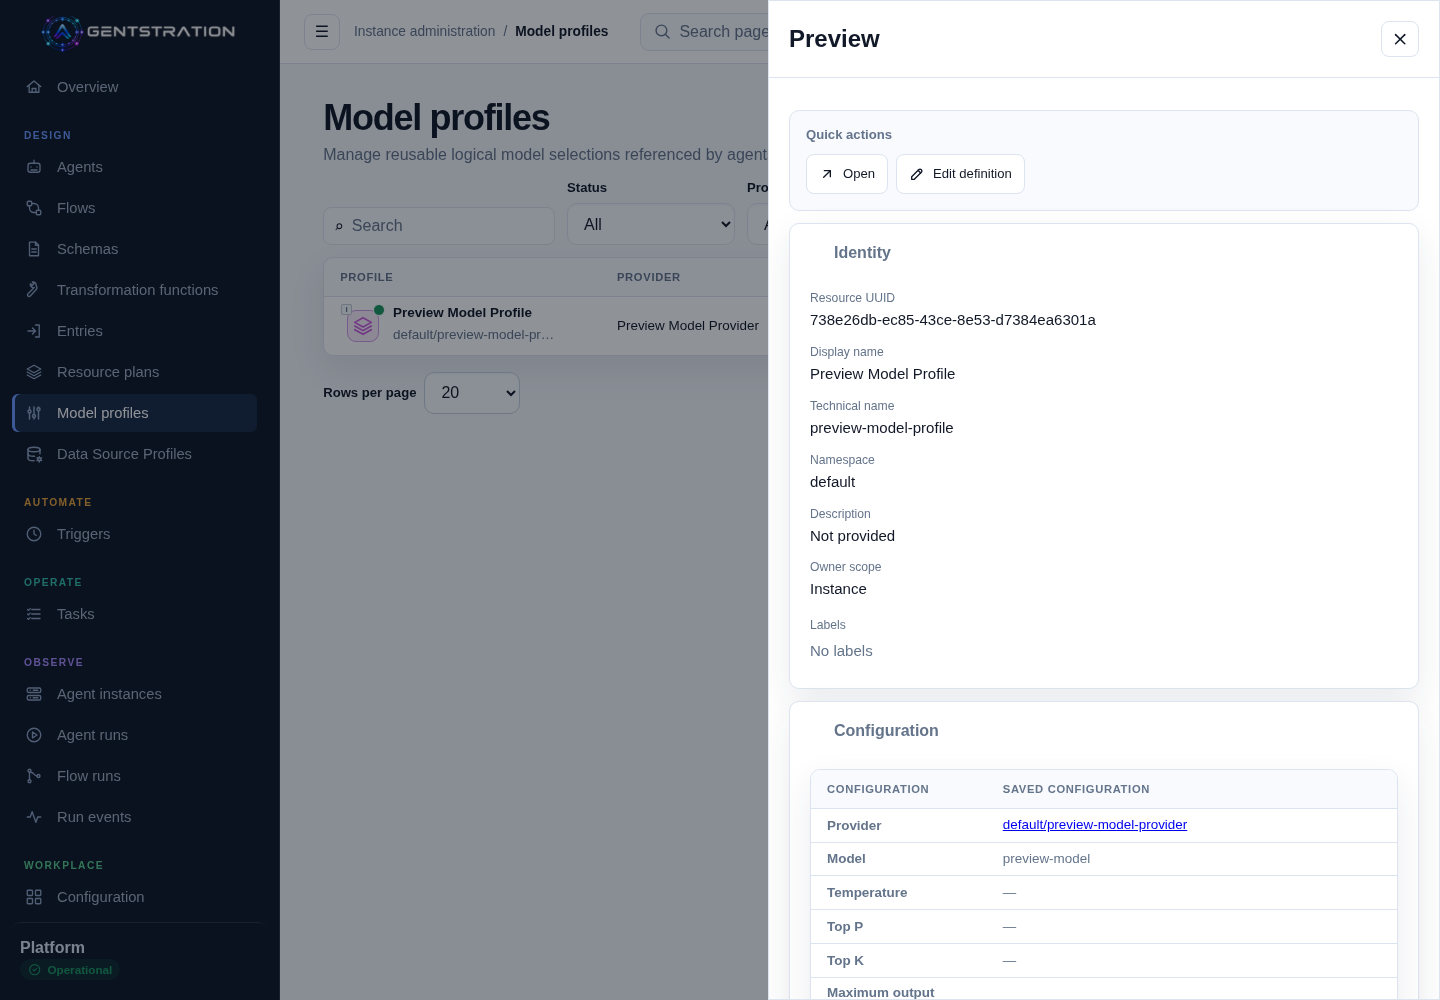 GENTSTRATION
Overview
DESIGN
Agents
Flows
Schemas
Transformation functions
Entries
Resource plans
Model profiles
Data Source Profiles
AUTOMATE
Triggers
OPERATE
Tasks
OBSERVE
Agent instances
Agent runs
Flow runs
Run events
WORKPLACE
Configuration
Platform
Operational
Instance administration / Model profiles
Search page
Model profiles
Manage reusable logical model selections referenced by agent
Status
Pro
Search
All
PROFILE PROVIDER
I
Preview Model Profile
default/preview-model-pr…
Preview Model Provider
Rows per page 20
Preview
Quick actions
Open
Edit definition
Identity
Resource UUID
738e26db-ec85-43ce-8e53-d7384ea6301a
Display name
Preview Model Profile
Technical name
preview-model-profile
Namespace
default
Description
Not provided
Owner scope
Instance
Labels
No labels
Configuration
CONFIGURATION SAVED CONFIGURATION
Provider default/preview-model-provider
Model preview-model
Temperature —
Top P —
Top K —
Maximum output